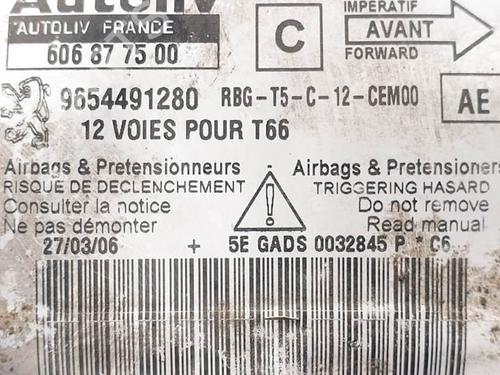 Autoliv
AUTOLIV FRANCE
606 87 75 00
C
IMPERATIF
AVANT
FORWARD
9654491280 RBG-T5-C-12-CEM00
AE
12 VOIES POUR T66
Airbags & Pretensionneurs
RISQUE DE DECLENCHEMENT
Consulter la notice
Ne pas démonter
Airbags & Pretensioners
TRIGGERING HASARD
Do not remove
Read manual
27/03/06 + 5E GADS 0032845 P * C6